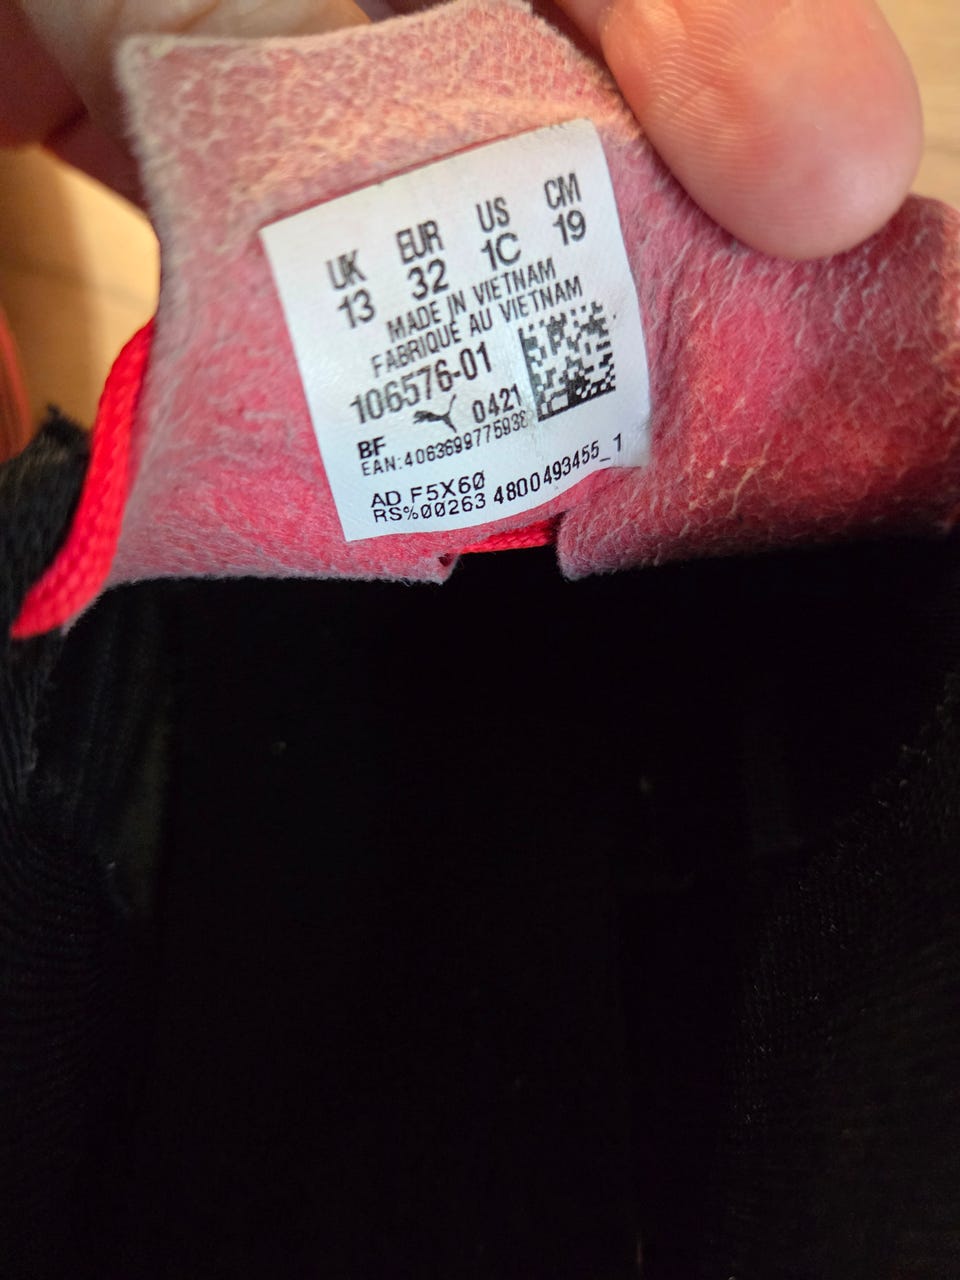 UK EUR US CM
13 32 1C 19
MADE IN VIETNAM
FABRIQUÉ AU VIETNAM
106576-01
BF 0421
EAN:4063699775938
AD F5X60
RS%00263 4800493455_1